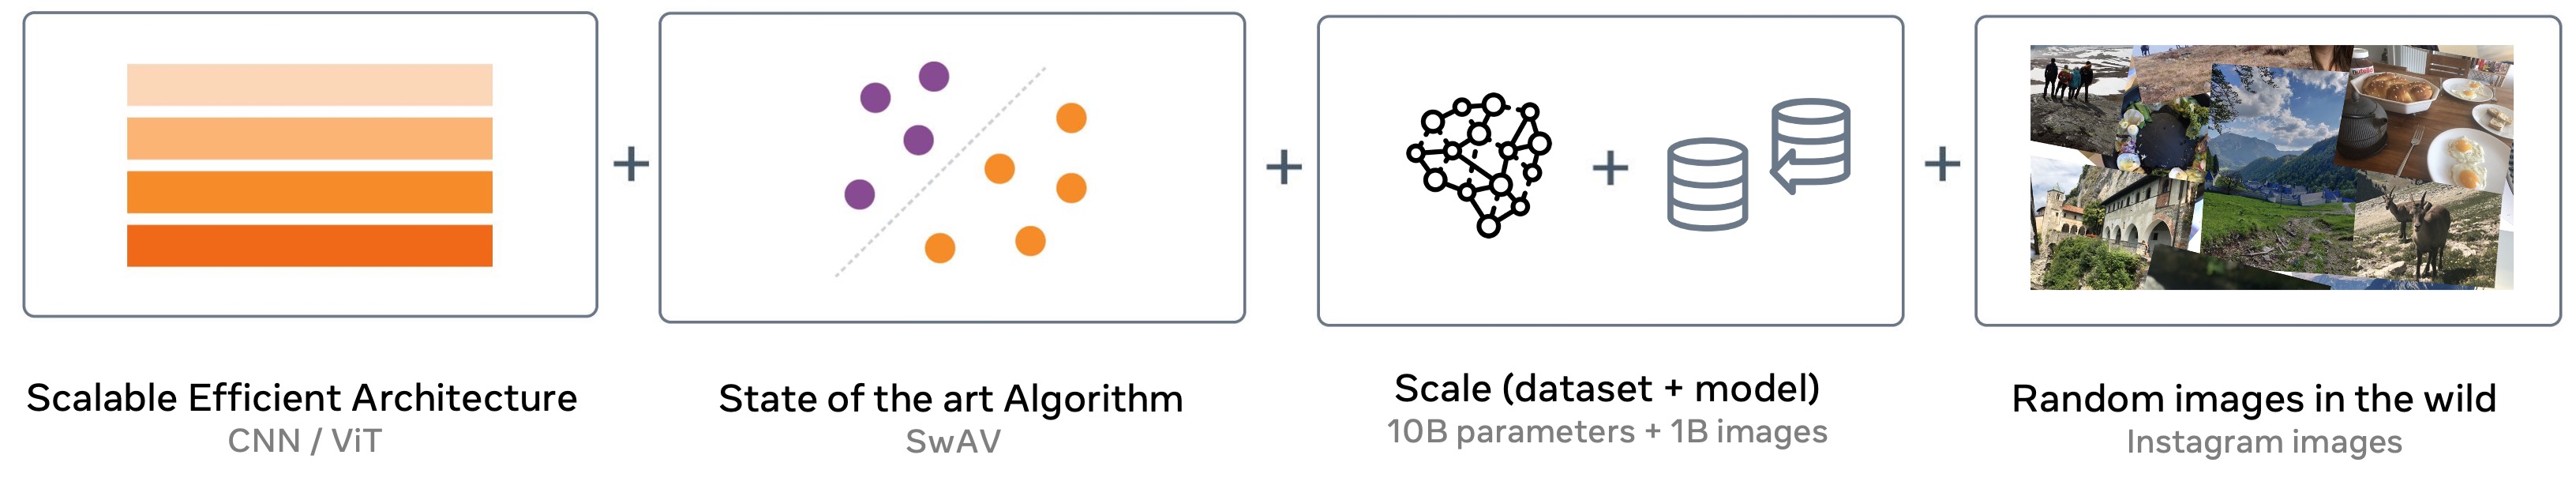 Scalable Efficient Architecture
CNN / ViT
State of the art Algorithm
SwAV
Scale (dataset + model)
10B parameters + 1B images
Random images in the wild
Instagram images